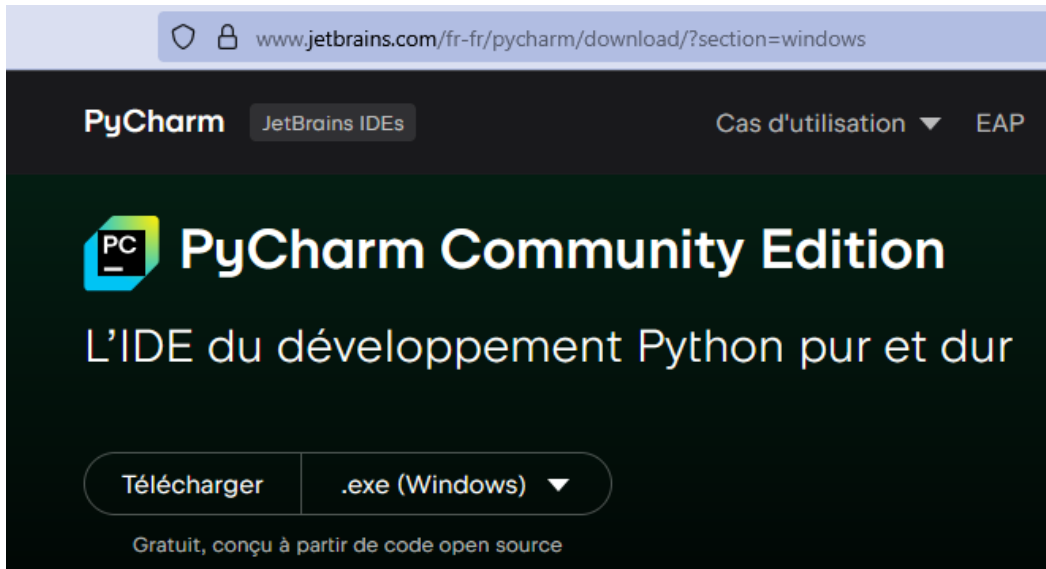 www.jetbrains.com/fr-fr/pycharm/download/?section=windows
PyCharm JetBrains IDEs Cas d'utilisation EAP
PC PyCharm Community Edition
L'IDE du développement Python pur et dur
Télécharger .exe (Windows)
Gratuit, conçu à partir de code open source